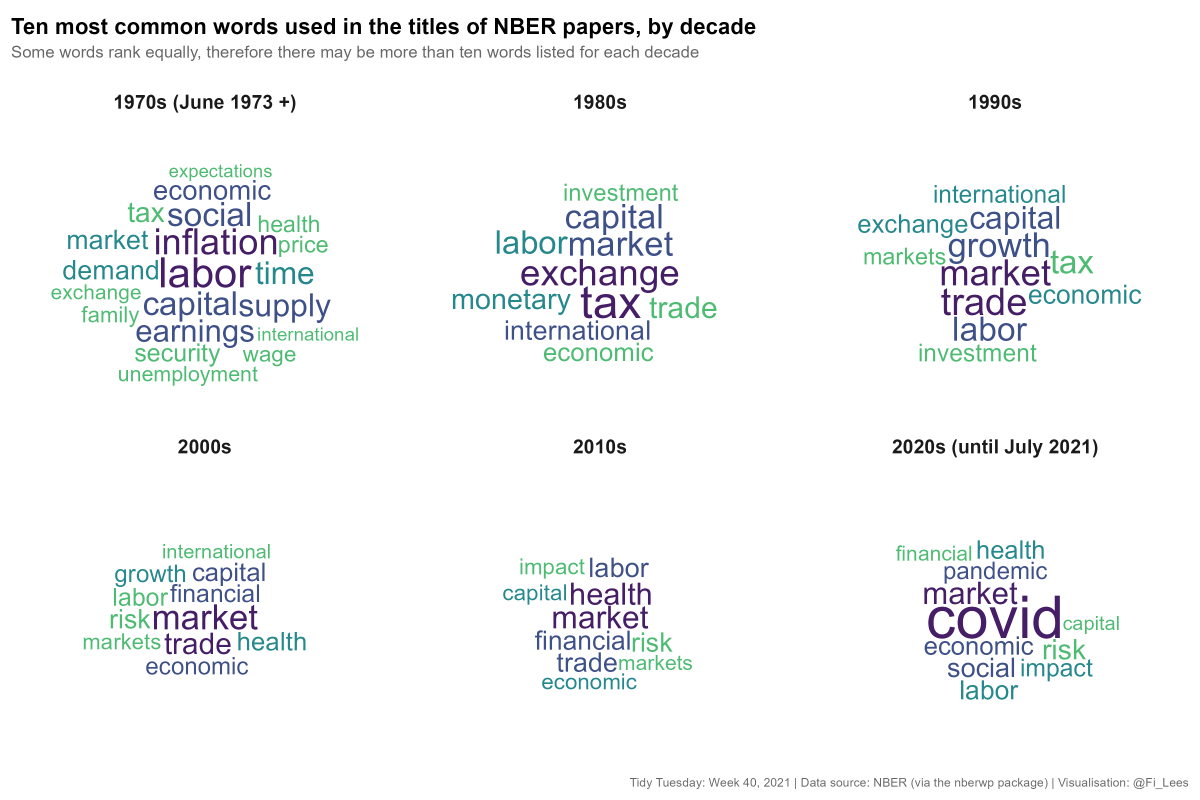 Ten most common words used in the titles of NBER papers, by decade
Some words rank equally, therefore there may be more than ten words listed for each decade
1970s (June 1973 +)
expectations
economic
tax social health
market inflation price
demand labor time
exchange capital supply
family earnings international
security wage
unemployment
1980s
investment
capital
labor market
exchange
monetary tax trade
international
economic
1990s
international
exchange capital
markets growth tax
market
trade economic
labor
investment
2000s
international
growth capital
labor financial
risk market
markets trade health
economic
2010s
impact labor
capital health
market
financial risk
trade markets
economic
2020s (until July 2021)
financial health
pandemic
market
covid capital
economic risk
social impact
labor
Tidy Tuesday: Week 40, 2021 | Data source: NBER (via the nberwp package) | Visualisation: @Fi_Lees